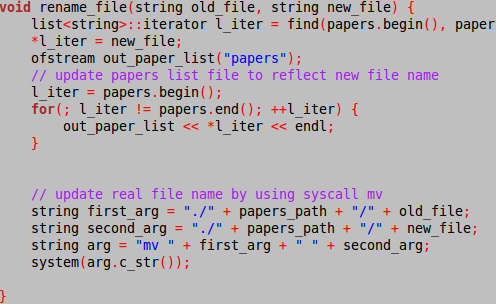 void rename_file(string old_file, string new_file) {
    list<string>::iterator l_iter = find(papers.begin(), paper
    *l_iter = new_file;
    ofstream out_paper_list("papers");
    // update papers list file to reflect new file name
    l_iter = papers.begin();
    for(; l_iter != papers.end(); ++l_iter) {
        out_paper_list << *l_iter << endl;
    }
    // update real file name by using syscall mv
    string first_arg = "./" + papers_path + "/" + old_file;
    string second_arg = "./" + papers_path + "/" + new_file;
    string arg = "mv " + first_arg + " " + second_arg;
    system(arg.c_str());
}